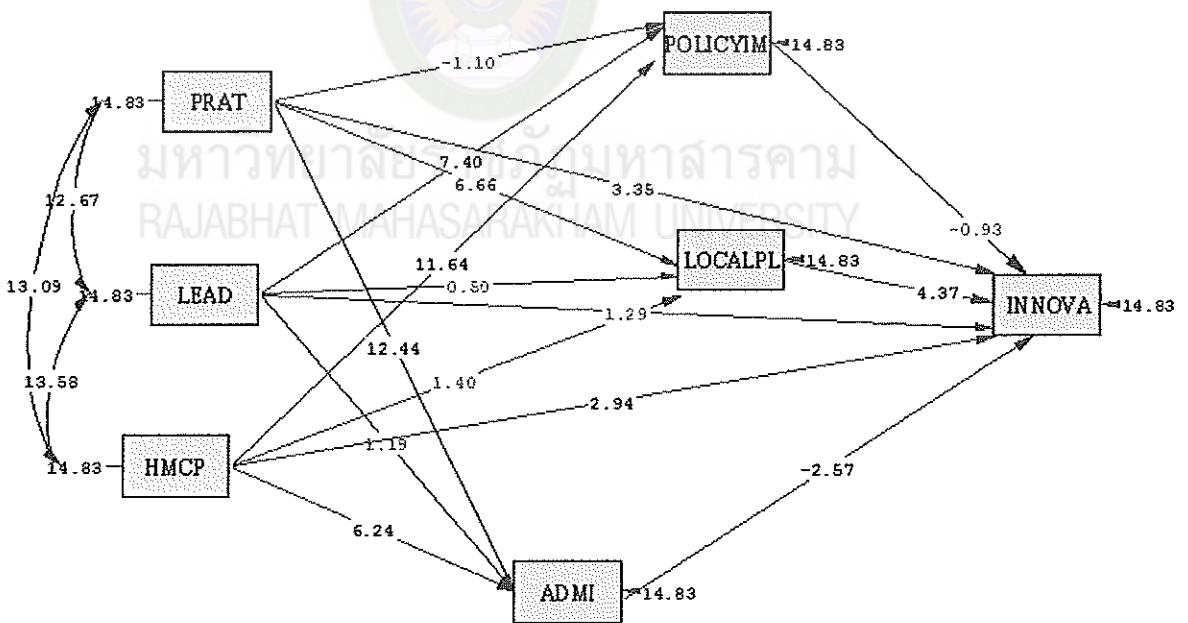 POLICYIM
14.83
-1.10
14.83
PRAT
มหาวิทยาลัยราชภัฏมหาสารคาม
7.40
6.66
12.67
3.35
RAJABHAT MAHASARAKHAM UNIVERSITY
-0.93
LOCALPL
14.83
11.64
13.09
4.83
LEAD
0.80
4.37
INNOVA
14.83
1.29
12.44
13.58
1.40
2.94
1.19
14.83
HMCP
-2.57
6.24
ADMI
14.83